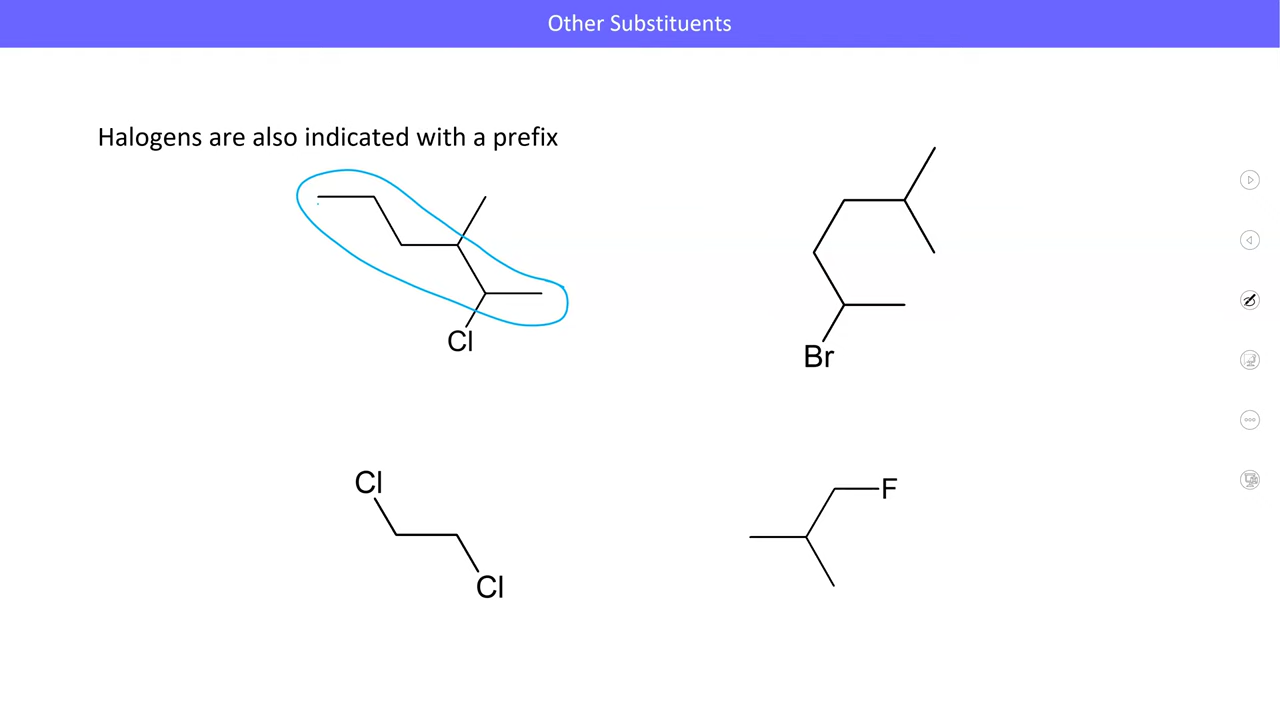 Other Substituents
Halogens are also indicated with a prefix
Cl
Br
Cl
Cl
F